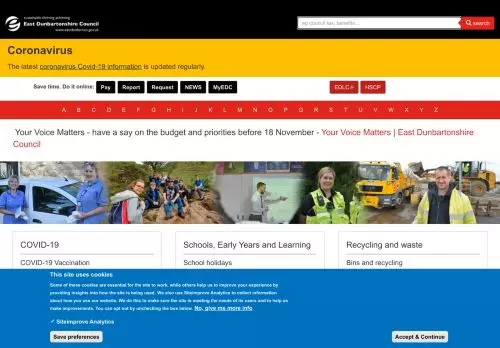 sustainable thriving achieving
East Dunbartonshire Council
www.eastdunbarton.gov.uk
eg council tax, benefits...
search
Coronavirus
The latest coronavirus Covid-19 information is updated regularly.
Save time. Do it online: Pay Report Request NEWS MyEDC EDLC HSCP
A B C D E F G H I J K L M N O P Q R S T U V W X Y Z
Your Voice Matters - have a say on the budget and priorities before 18 November - Your Voice Matters | East Dunbartonshire
Council
COVID-19
Schools, Early Years and Learning
Recycling and waste
COVID-19 Vaccination
School holidays
Bins and recycling
This site uses cookies
Some of these cookies are essential for the site to work, while others help us to improve your experience by
providing insights into how the site is being used. We also use Siteimprove Analytics to collect information
about how you use our website. We do this to make sure the site is meeting the needs of its users and to help us
make improvements. You can opt out by unchecking the box below. No, give me more info
Siteimprove Analytics
Save preferences
Accept & Continue